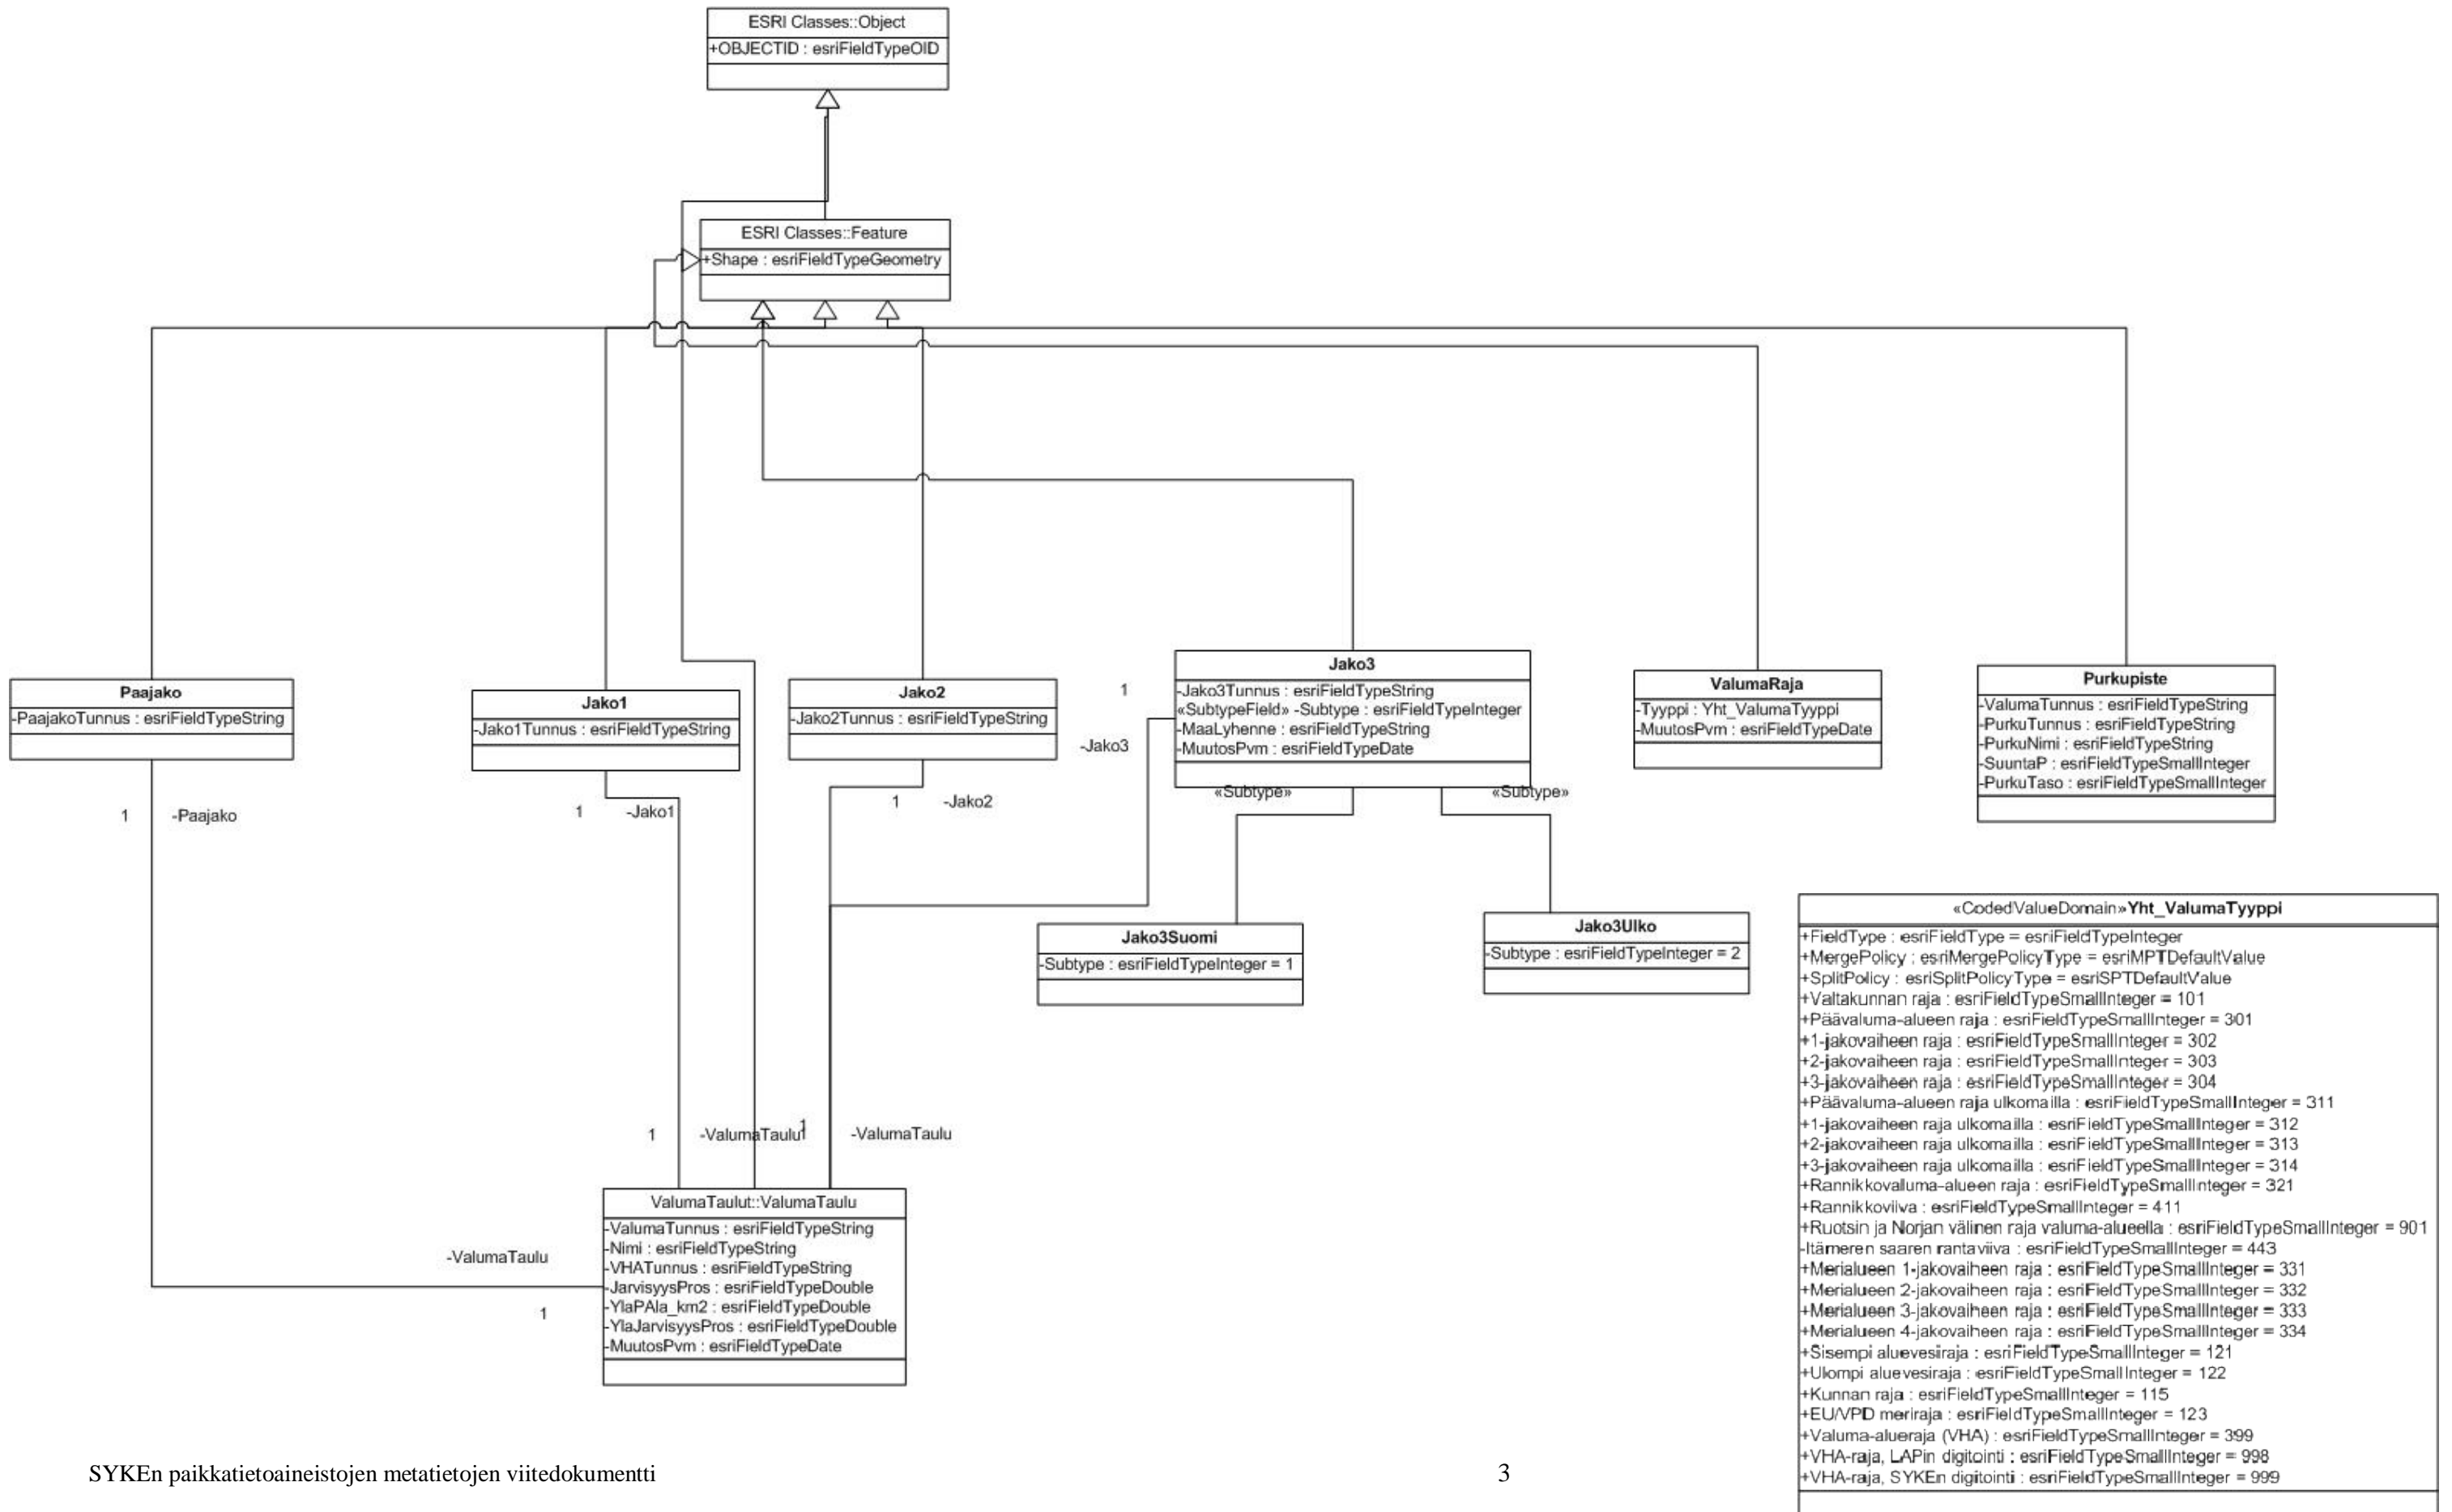 ESRI Classes::Object
+OBJECTID : esriFieldTypeOID
ESRI Classes::Feature
+Shape : esriFieldTypeGeometry
Paajako
-PaajakoTunnus : esriFieldTypeString
1
-Paajako
Jako1
-Jako1Tunnus : esriFieldTypeString
1
-Jako1
Jako2
-Jako2Tunnus : esriFieldTypeString
1
-Jako2
1
-Jako3
Jako3
-Jako3Tunnus : esriFieldTypeString
«SubtypeField» -Subtype : esriFieldTypeInteger
-MaaLyhenne : esriFieldTypeString
-MuutosPvm : esriFieldTypeDate
«Subtype»
«Subtype»
ValumaRaja
-Tyyppi : Yht_ValumaTyyppi
-MuutosPvm : esriFieldTypeDate
Purkupiste
-ValumaTunnus : esriFieldTypeString
-PurkuTunnus : esriFieldTypeString
-PurkuNimi : esriFieldTypeString
-SuuntaP : esriFieldTypeSmallInteger
-PurkuTaso : esriFieldTypeSmallInteger
Jako3Suomi
-Subtype : esriFieldTypeInteger = 1
Jako3Ulko
-Subtype : esriFieldTypeInteger = 2
1
-ValumaTaulu
1
1
-ValumaTaulu
-ValumaTaulu
1
ValumaTaulut::ValumaTaulu
-ValumaTunnus : esriFieldTypeString
-Nimi : esriFieldTypeString
-VHATunnus : esriFieldTypeString
-JarvisyysPros : esriFieldTypeDouble
-YlaPAla_km2 : esriFieldTypeDouble
-YlaJarvisyysPros : esriFieldTypeDouble
-MuutosPvm : esriFieldTypeDate
«CodedValueDomain»Yht_ValumaTyyppi
+FieldType : esriFieldType = esriFieldTypeInteger
+MergePolicy : esriMergePolicyType = esriMPTDefaultValue
+SplitPolicy : esriSplitPolicyType = esriSPTDefaultValue
+Valtakunnan raja : esriFieldTypeSmallInteger = 101
+Päävaluma-alueen raja : esriFieldTypeSmallInteger = 301
+1-jakovaiheen raja : esriFieldTypeSmallInteger = 302
+2-jakovaiheen raja : esriFieldTypeSmallInteger = 303
+3-jakovaiheen raja : esriFieldTypeSmallInteger = 304
+Päävaluma-alueen raja ulkomailla : esriFieldTypeSmallInteger = 311
+1-jakovaiheen raja ulkomailla : esriFieldTypeSmallInteger = 312
+2-jakovaiheen raja ulkomailla : esriFieldTypeSmallInteger = 313
+3-jakovaiheen raja ulkomailla : esriFieldTypeSmallInteger = 314
+Rannikkovaluma-alueen raja : esriFieldTypeSmallInteger = 321
+Rannikkoviiva : esriFieldTypeSmallInteger = 411
+Ruotsin ja Norjan välinen raja valuma-alueella : esriFieldTypeSmallInteger = 901
-Itämeren saaren rantaviiva : esriFieldTypeSmallInteger = 443
+Merialueen 1-jakovaiheen raja : esriFieldTypeSmallInteger = 331
+Merialueen 2-jakovaiheen raja : esriFieldTypeSmallInteger = 332
+Merialueen 3-jakovaiheen raja : esriFieldTypeSmallInteger = 333
+Merialueen 4-jakovaiheen raja : esriFieldTypeSmallInteger = 334
+Sisempi aluevesiraja : esriFieldTypeSmallInteger = 121
+Ulompi aluevesiraja : esriFieldTypeSmallInteger = 122
+Kunnan raja : esriFieldTypeSmallInteger = 115
+EU/VPD meriraja : esriFieldTypeSmallInteger = 123
+Valuma-alueraja (VHA) : esriFieldTypeSmallInteger = 399
+VHA-raja, LAPin digitointi : esriFieldTypeSmallInteger = 998
+VHA-raja, SYKEn digitointi : esriFieldTypeSmallInteger = 999
SYKEn paikkatietoaineistojen metatietojen viitedokumentti
3